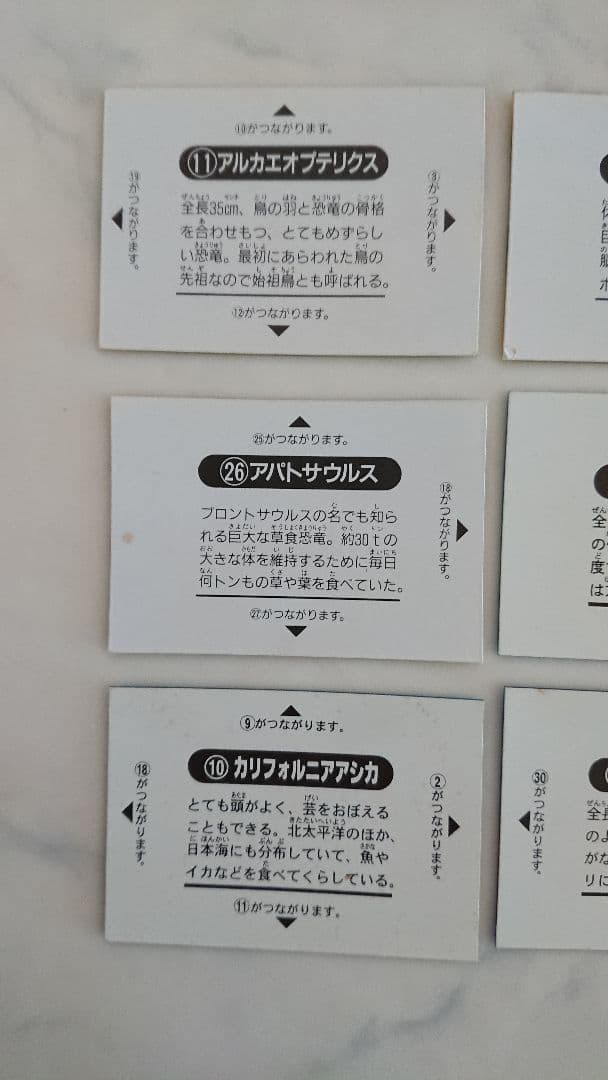 ⑩がつながります。
⑪アルカエオプテリクス
全長35cm、鳥の羽と恐竜の骨格
を合わせもつ、とてもめずらし
い恐竜。最初にあらわれた鳥の
先祖なので始祖鳥とも呼ばれる。
⑲がつながります。
③がつながります。
⑫がつながります。
㉕がつながります。
㉖アパトサウルス
ブロントサウルスの名でも知ら
れる巨大な草食恐竜。約30tの
大きな体を維持するために毎日
何トンもの草や葉を食べていた。
⑱がつながります。
㉗がつながります。
⑨がつながります。
⑩カリフォルニアアシカ
とても頭がよく、芸をおぼえる
こともできる。北太平洋のほか、
日本海にも分布していて、魚や
イカなどを食べてくらしている。
⑱がつながります。
②がつながります。
⑪がつながります。
全
の
度
は
㉚がつながります。
全長
のよ
がな
リに